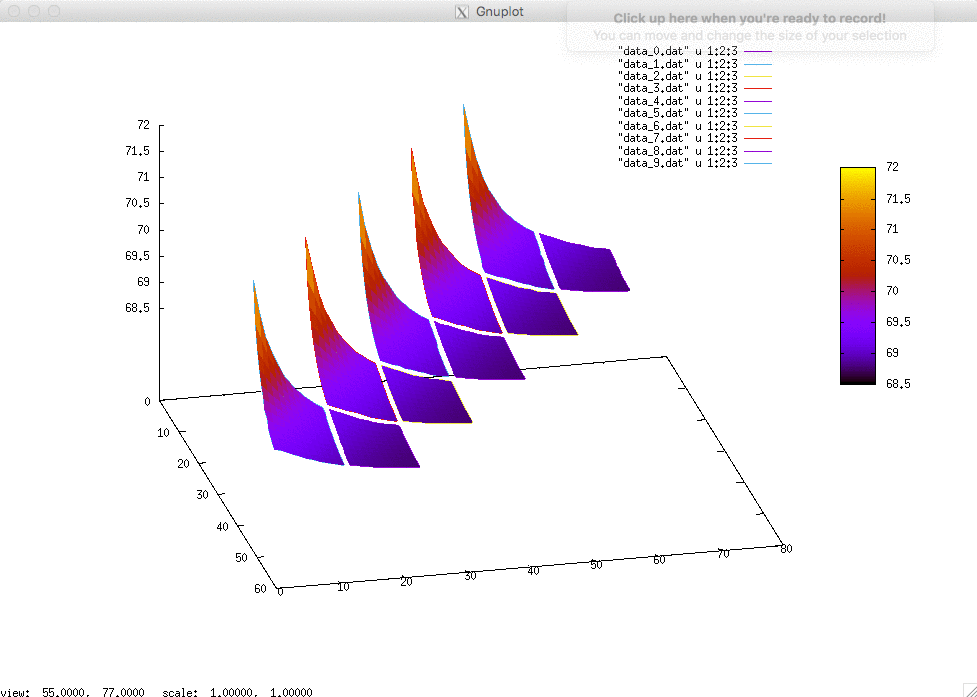 Gnuplot
Click up here when you're ready to record!
You can move and change the size of your selection
"data_0.dat" u 1:2:3
"data_1.dat" u 1:2:3
"data_2.dat" u 1:2:3
"data_3.dat" u 1:2:3
"data_4.dat" u 1:2:3
"data_5.dat" u 1:2:3
"data_6.dat" u 1:2:3
"data_7.dat" u 1:2:3
"data_8.dat" u 1:2:3
"data_9.dat" u 1:2:3
72
71.5
71
70.5
70
69.5
69
68.5
72
71.5
71
70.5
70
69.5
69
68.5
0
10
20
30
40
50
60
0
10
20
30
40
50
60
70
80
view: 55.0000, 77.0000 scale: 1.00000, 1.00000